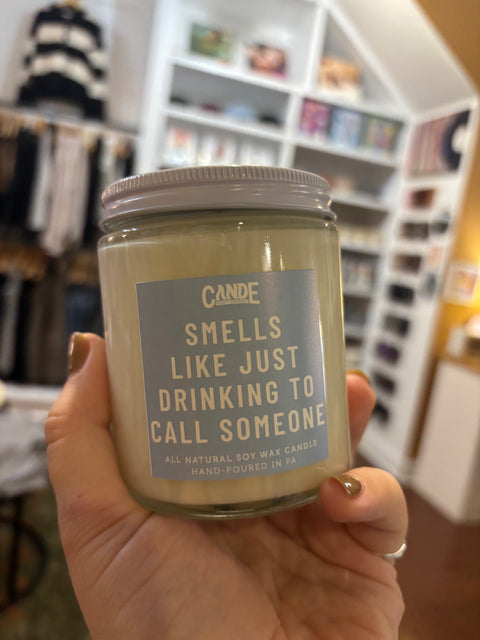 CANDE
SMELLS
LIKE JUST
DRINKING TO
CALL SOMEONE
ALL NATURAL SOY WAX CANDLE
HAND-POURED IN PA